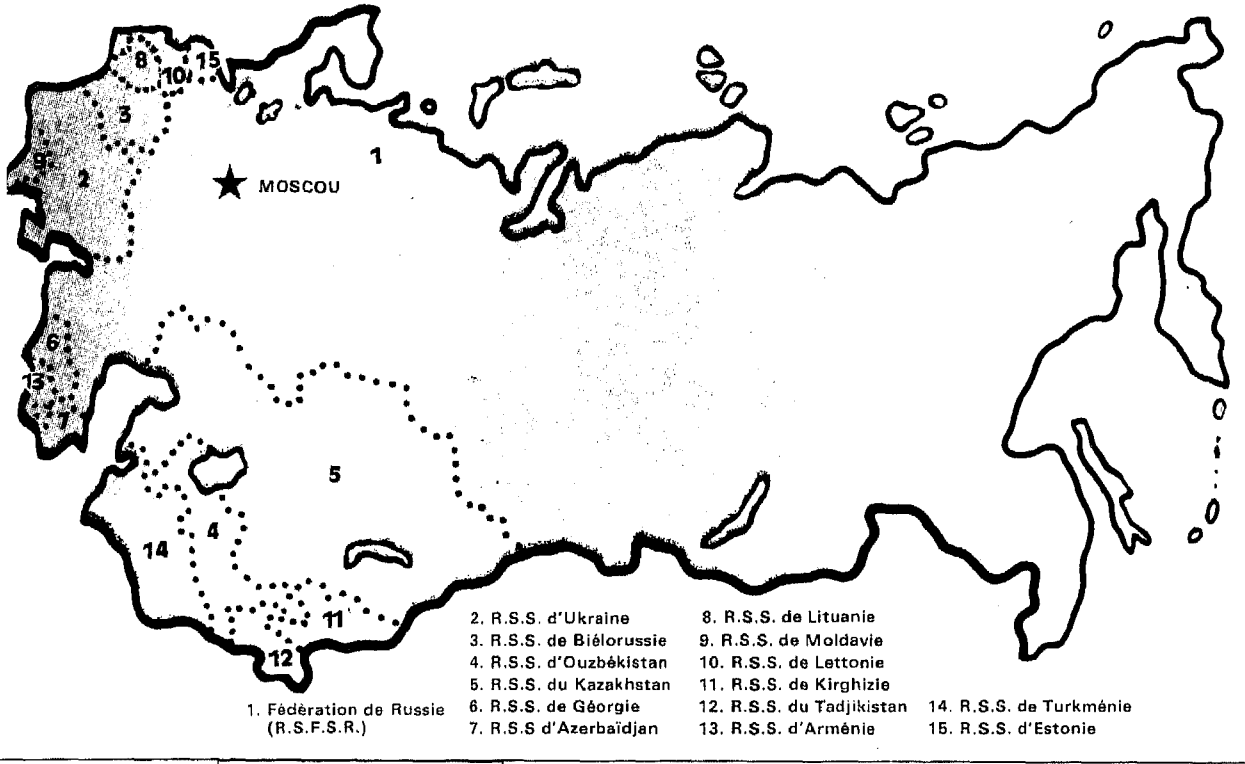 8
15
10
3
1
9
2
MOSCOU
6
13
7
5
4
14
11
12
1. Fédération de Russie
(R.S.F.S.R.)
2. R.S.S. d'Ukraine
3. R.S.S. de Biélorussie
4. R.S.S. d'Ouzbékistan
5. R.S.S. du Kazakhstan
6. R.S.S. de Géorgie
7. R.S.S d'Azerbaïdjan
8. R.S.S. de Lituanie
9. R.S.S. de Moldavie
10. R.S.S. de Lettonie
11. R.S.S. de Kirghizie
12. R.S.S. du Tadjikistan
13. R.S.S. d'Arménie
14. R.S.S. de Turkménie
15. R.S.S. d'Estonie